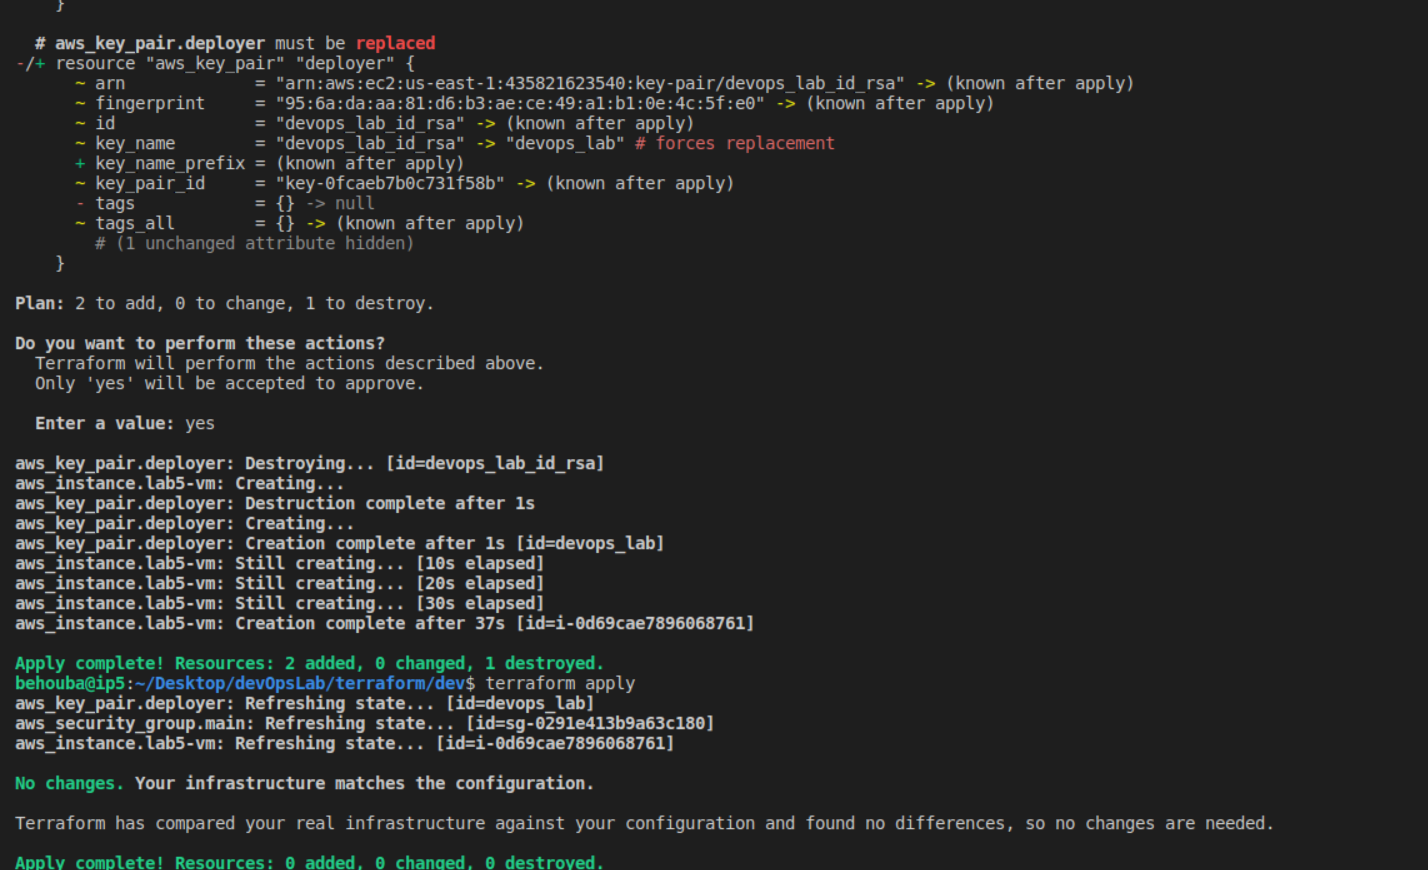 }
# aws_key_pair.deployer must be replaced
-/+ resource "aws_key_pair" "deployer" {
~ arn = "arn:aws:ec2:us-east-1:435821623540:key-pair/devops_lab_id_rsa" -> (known after apply)
~ fingerprint = "95:6a:da:aa:81:d6:b3:ae:ce:49:a1:b1:0e:4c:5f:e0" -> (known after apply)
~ id = "devops_lab_id_rsa" -> (known after apply)
~ key_name = "devops_lab_id_rsa" -> "devops_lab" # forces replacement
+ key_name_prefix = (known after apply)
~ key_pair_id = "key-0fcaeb7b0c731f58b" -> (known after apply)
- tags = {} -> null
~ tags_all = {} -> (known after apply)
# (1 unchanged attribute hidden)
}
Plan: 2 to add, 0 to change, 1 to destroy.
Do you want to perform these actions?
Terraform will perform the actions described above.
Only 'yes' will be accepted to approve.
Enter a value: yes
aws_key_pair.deployer: Destroying... [id=devops_lab_id_rsa]
aws_instance.lab5-vm: Creating...
aws_key_pair.deployer: Destruction complete after 1s
aws_key_pair.deployer: Creating...
aws_key_pair.deployer: Creation complete after 1s [id=devops_lab]
aws_instance.lab5-vm: Still creating... [10s elapsed]
aws_instance.lab5-vm: Still creating... [20s elapsed]
aws_instance.lab5-vm: Still creating... [30s elapsed]
aws_instance.lab5-vm: Creation complete after 37s [id=i-0d69cae7896068761]
Apply complete! Resources: 2 added, 0 changed, 1 destroyed.
behouba@ip5:~/Desktop/devOpsLab/terraform/dev$ terraform apply
aws_key_pair.deployer: Refreshing state... [id=devops_lab]
aws_security_group.main: Refreshing state... [id=sg-0291e413b9a63c180]
aws_instance.lab5-vm: Refreshing state... [id=i-0d69cae7896068761]
No changes. Your infrastructure matches the configuration.
Terraform has compared your real infrastructure against your configuration and found no differences, so no changes are needed.
Apply complete! Resources: 0 added, 0 changed, 0 destroyed.